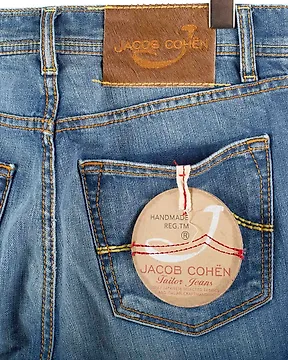 JACOB COHËN
HANDMADE
REG.TM
®
JACOB COHËN
Tailor Jeans